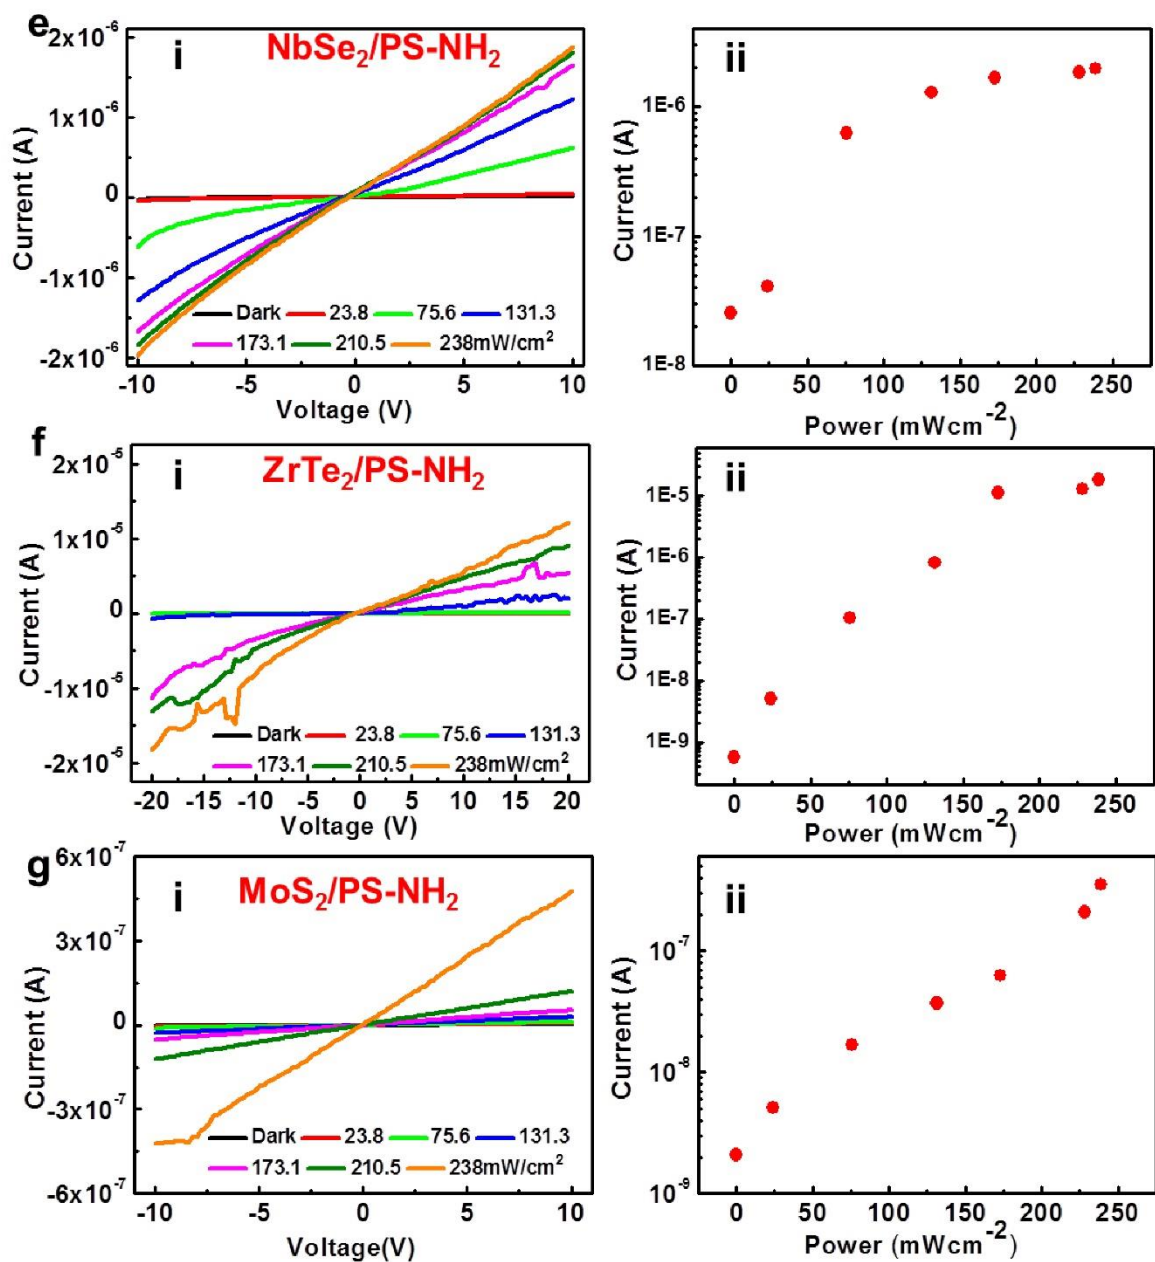 e
i
NbSe₂/PS-NH₂
2x10⁻⁶
1x10⁻⁶
0
-1x10⁻⁶
-2x10⁻⁶
Current (A)
Dark 23.8 75.6 131.3
173.1 210.5 238mW/cm²
-10 -5 0 5 10
Voltage (V)
ii
1E-6
1E-7
1E-8
Current (A)
0 50 100 150 200 250
Power (mWcm⁻²)
f
i
ZrTe₂/PS-NH₂
2x10⁻⁵
1x10⁻⁵
0
-1x10⁻⁵
-2x10⁻⁵
Current (A)
Dark 23.8 75.6 131.3
173.1 210.5 238mW/cm²
-20 -15 -10 -5 0 5 10 15 20
Voltage (V)
ii
1E-5
1E-6
1E-7
1E-8
1E-9
Current (A)
0 50 100 150 200 250
Power (mWcm⁻²)
g
i
MoS₂/PS-NH₂
6x10⁻⁷
3x10⁻⁷
0
-3x10⁻⁷
-6x10⁻⁷
Current (A)
Dark 23.8 75.6 131.3
173.1 210.5 238mW/cm²
-10 -5 0 5 10
Voltage(V)
ii
10⁻⁷
10⁻⁸
10⁻⁹
Current (A)
0 50 100 150 200 250
Power (mWcm⁻²)